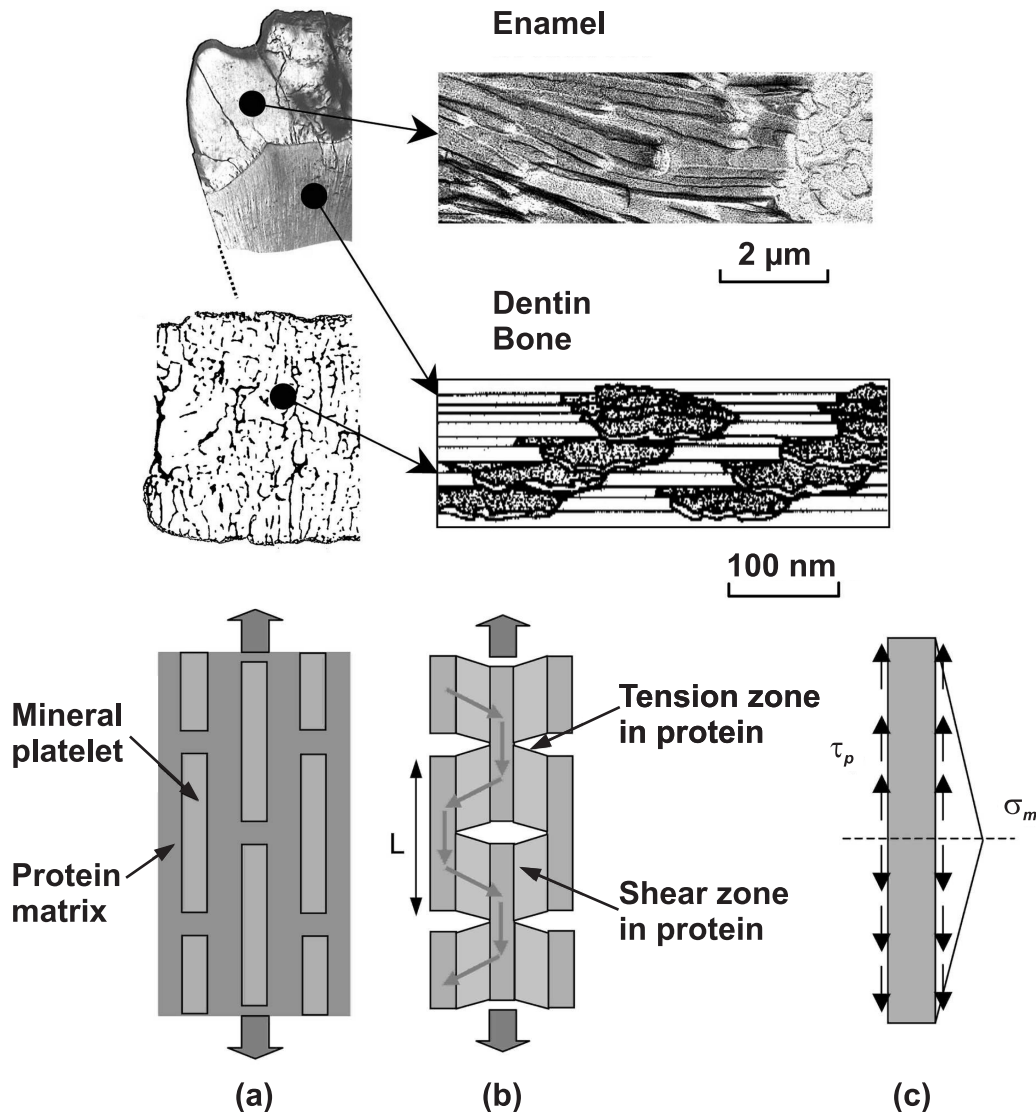 Enamel
2 µm
Dentin
Bone
100 nm
Mineral
platelet
Protein
matrix
Tension zone
in protein
L
Shear zone
in protein
τp
σm
(a)
(b)
(c)